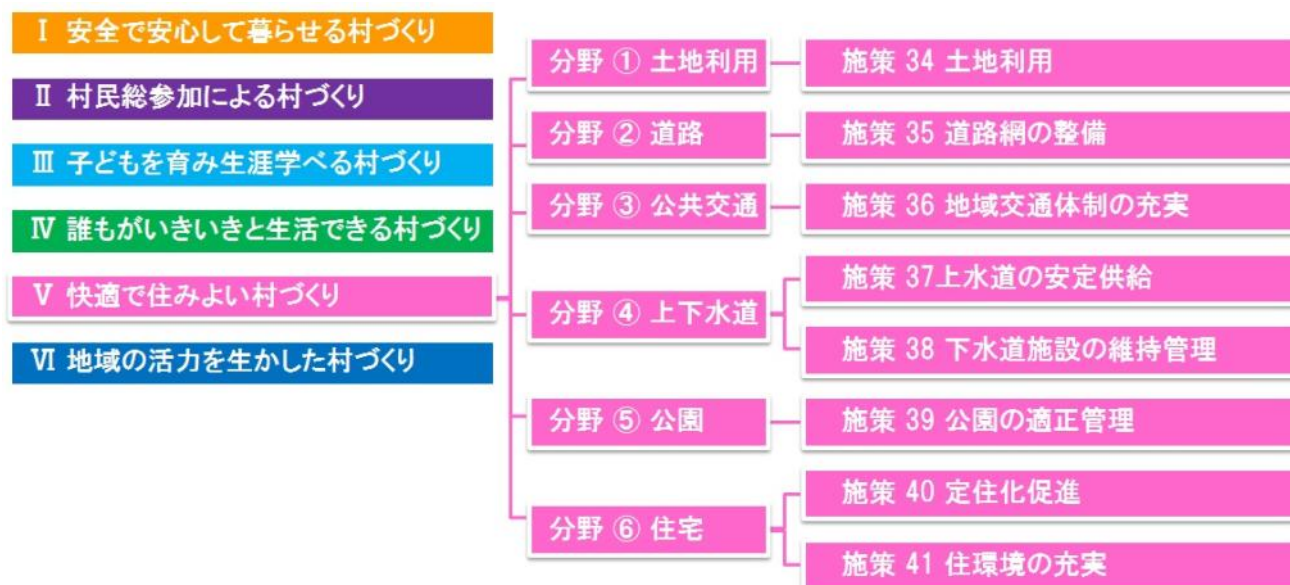 Ⅰ 安全で安心して暮らせる村づくり
Ⅱ 村民総参加による村づくり
Ⅲ 子どもを育み生涯学べる村づくり
Ⅳ 誰もがいきいきと生活できる村づくり
Ⅴ 快適で住みよい村づくり
Ⅵ 地域の活力を生かした村づくり
分野 ① 土地利用
施策 34 土地利用
分野 ② 道路
施策 35 道路網の整備
分野 ③ 公共交通
施策 36 地域交通体制の充実
分野 ④ 上下水道
施策 37上水道の安定供給
施策 38 下水道施設の維持管理
分野 ⑤ 公園
施策 39 公園の適正管理
分野 ⑥ 住宅
施策 40 定住化促進
施策 41 住環境の充実